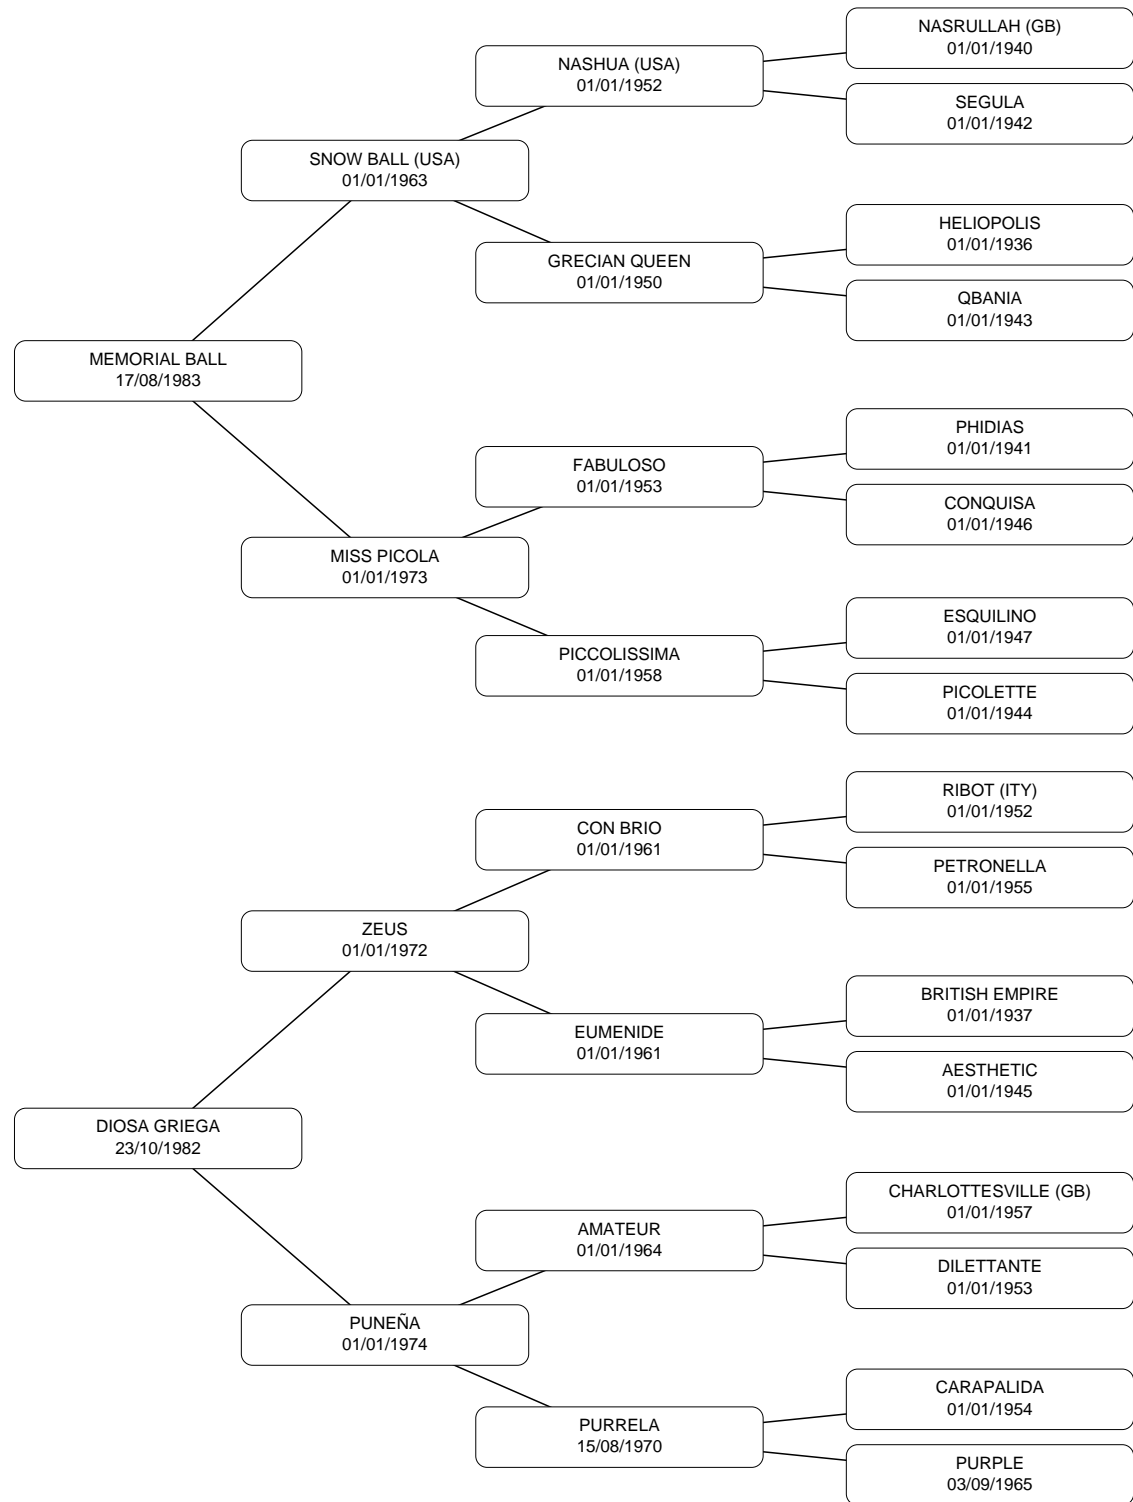 NASRULLAH (GB)
01/01/1940
NASHUA (USA)
01/01/1952
SEGULA
01/01/1942
SNOW BALL (USA)
01/01/1963
HELIOPOLIS
01/01/1936
GRECIAN QUEEN
01/01/1950
QBANIA
01/01/1943
MEMORIAL BALL
17/08/1983
PHIDIAS
01/01/1941
FABULOSO
01/01/1953
CONQUISA
01/01/1946
MISS PICOLA
01/01/1973
ESQUILINO
01/01/1947
PICCOLISSIMA
01/01/1958
PICOLETTE
01/01/1944
RIBOT (ITY)
01/01/1952
CON BRIO
01/01/1961
PETRONELLA
01/01/1955
ZEUS
01/01/1972
BRITISH EMPIRE
01/01/1937
EUMENIDE
01/01/1961
AESTHETIC
01/01/1945
DIOSA GRIEGA
23/10/1982
CHARLOTTESVILLE (GB)
01/01/1957
AMATEUR
01/01/1964
DILETTANTE
01/01/1953
PUNEÑA
01/01/1974
CARAPALIDA
01/01/1954
PURRELA
15/08/1970
PURPLE
03/09/1965